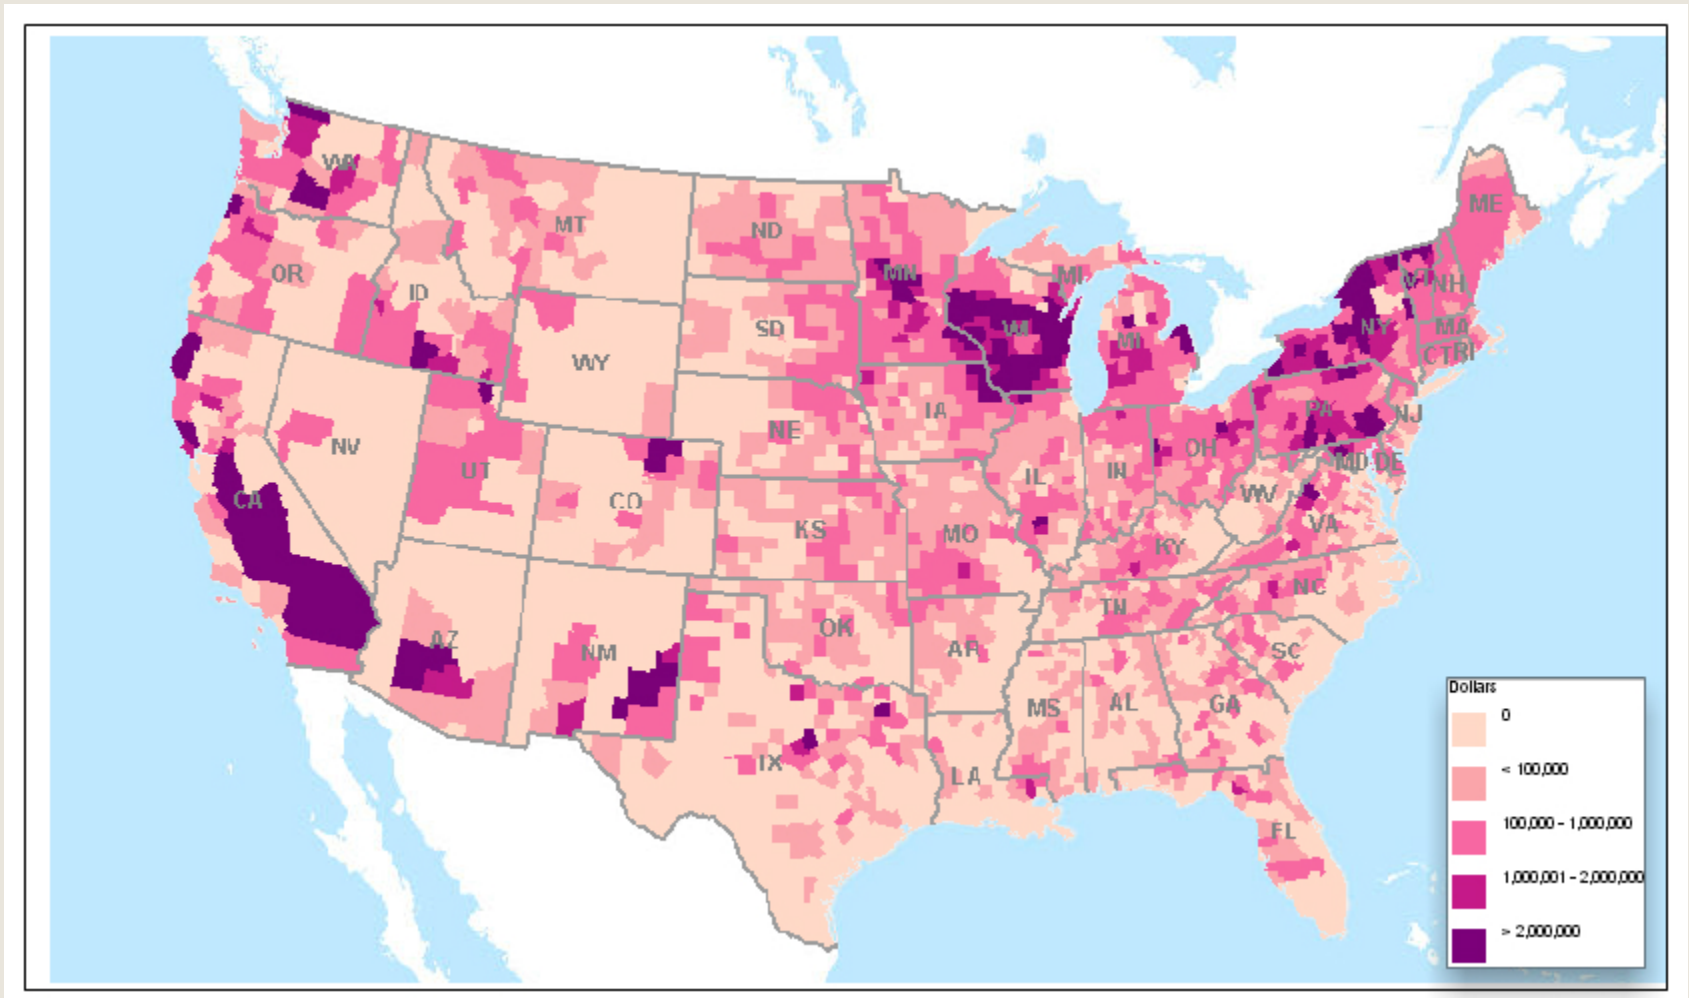 WA
ME
MT
ND
OR
MN
MI
VT
NH
ID
WI
NY
MA
SD
MI
CT
RI
WY
IA
PA
NJ
NE
NV
OH
UT
IL
IN
MD
DE
CA
CO
WV
KS
MO
VA
KY
NC
TN
OK
AZ
NM
AR
SC
MS
AL
GA
TX
LA
FL
Dollars
0
< 100,000
100,000 - 1,000,000
1,000,001 - 2,000,000
> 2,000,000